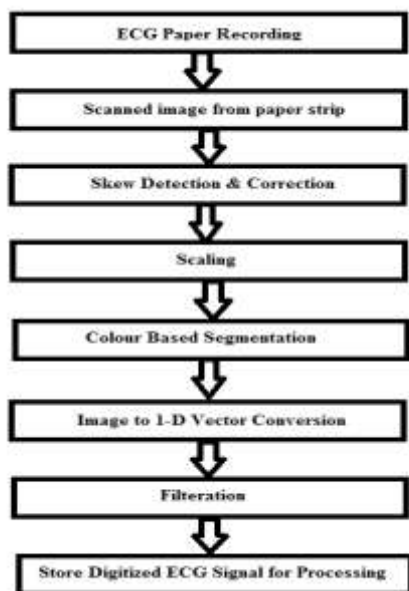 ECG Paper Recording
Scanned image from paper strip
Skew Detection & Correction
Scaling
Colour Based Segmentation
Image to 1-D Vector Conversion
Filteration
Store Digitized ECG Signal for Processing